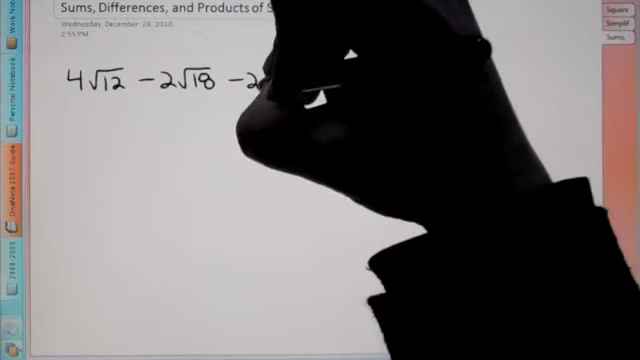 Sums, Differences, and Products of
Wednesday, December 29, 2010
2:55 PM
4√12 - 2√18 - 2
Square
Simplif
Sums,
Work Note
Personal Notebook
OneNote 2007 Guide
2008-2009